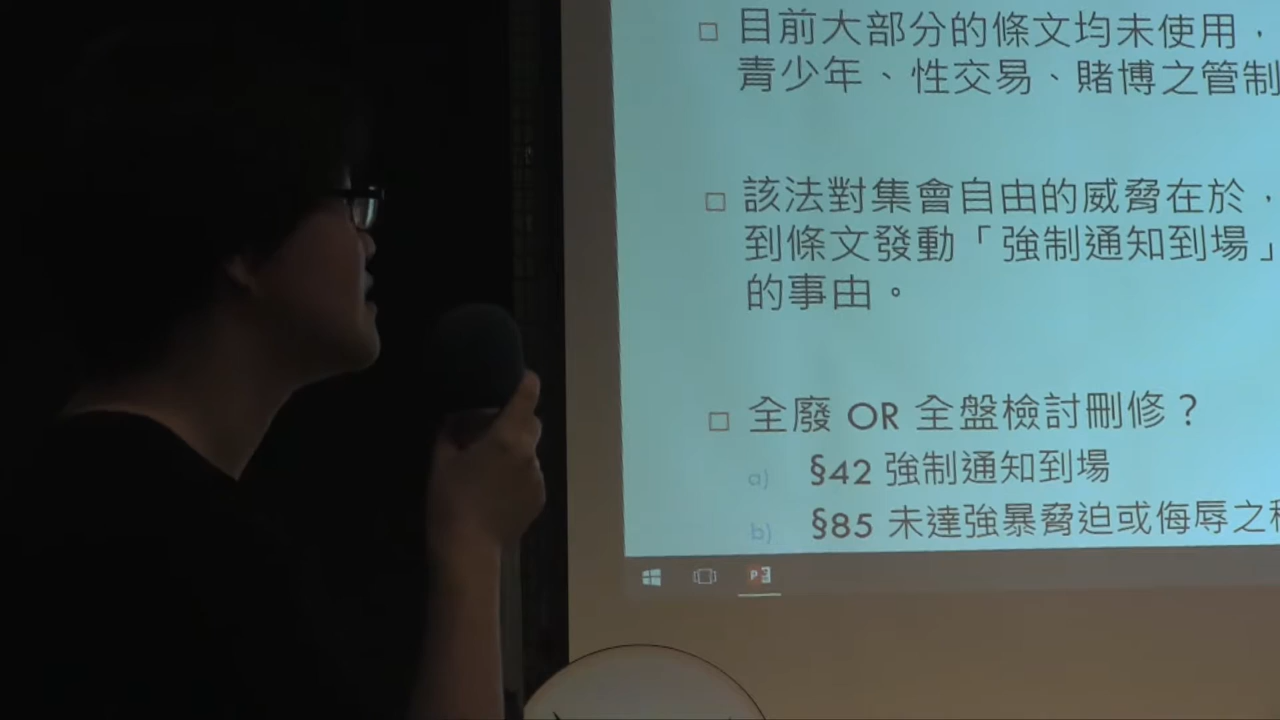 目前大部分的條文均未使用，
青少年、性交易、賭博之管制
該法對集會自由的威脅在於，
到條文發動「強制通知到場」
的事由。
全廢 OR 全盤檢討刪修？
a) §42 強制通知到場
b) §85 未達強暴脅迫或侮辱之程